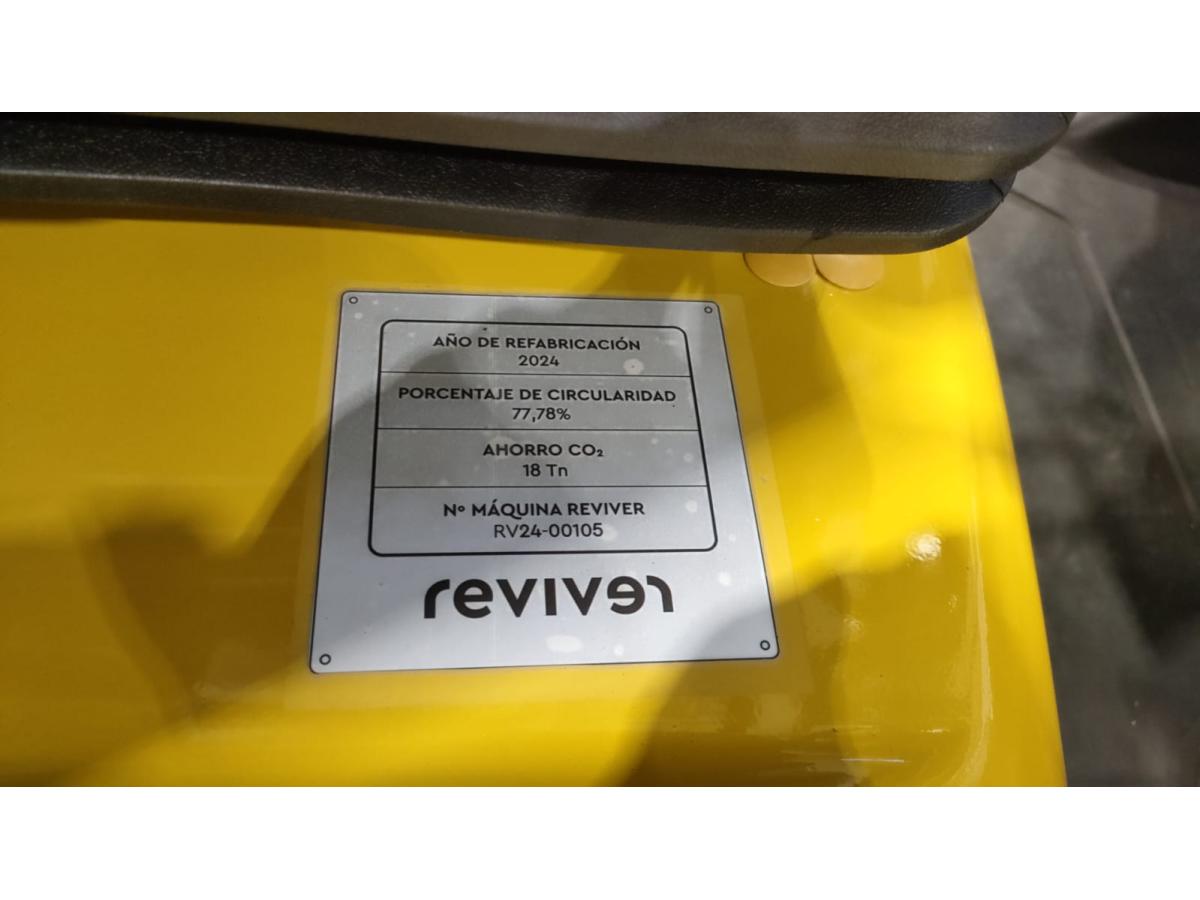 AÑO DE REFABRICACIÓN
2024
PORCENTAJE DE CIRCULARIDAD
77,78%
AHORRO CO₂
18 Tn
Nº MÁQUINA REVIVER
RV24-00105
reviver